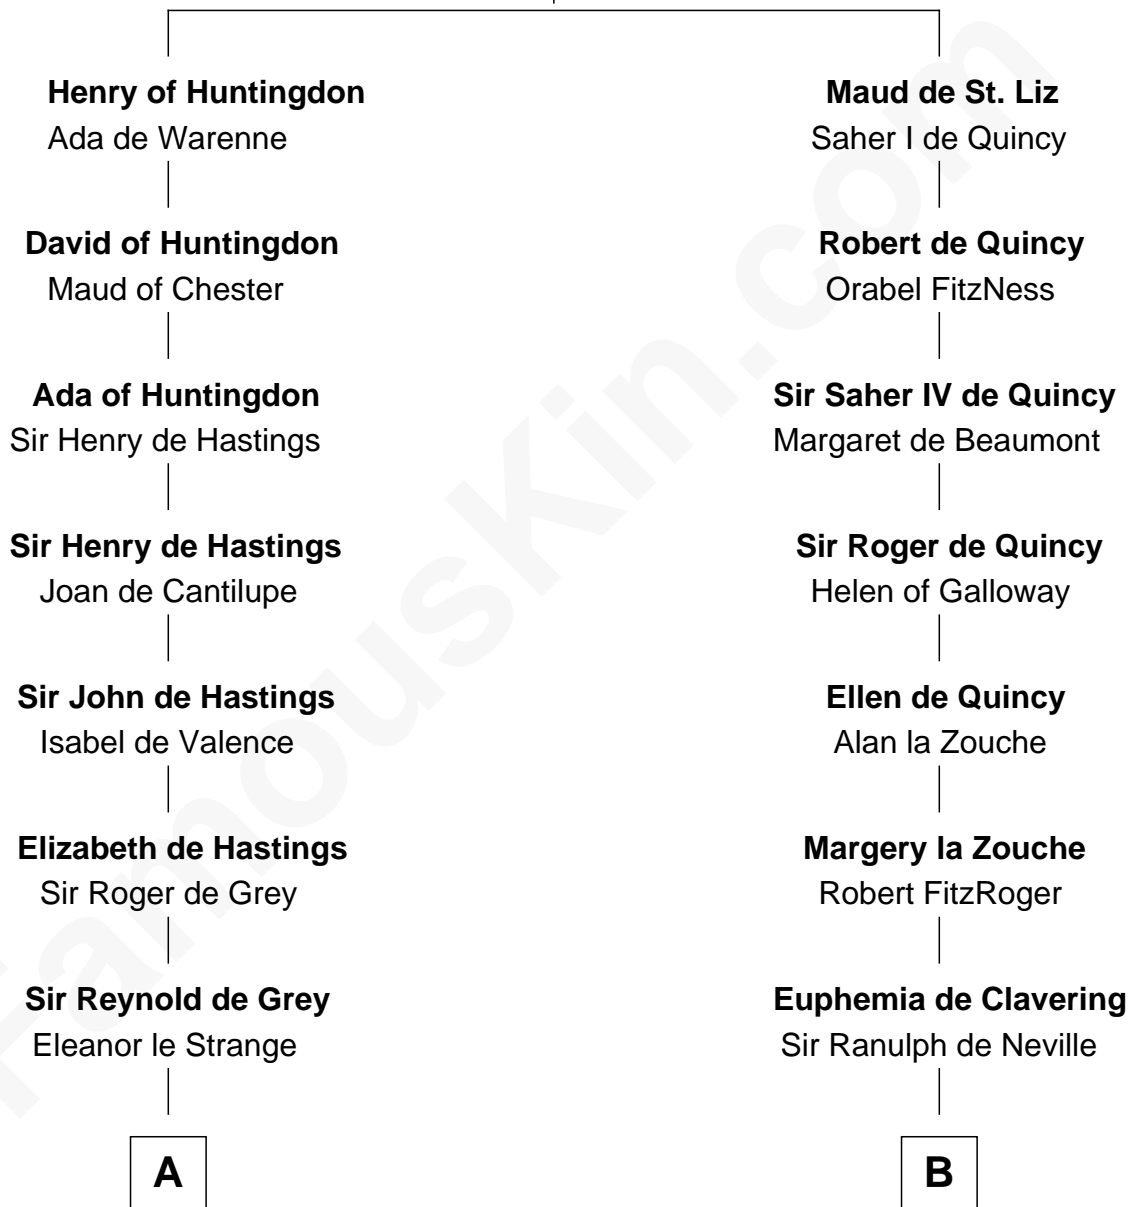 Henry of Huntingdon
Ada de Warenne
David of Huntingdon
Maud of Chester
Ada of Huntingdon
Sir Henry de Hastings
Sir Henry de Hastings
Joan de Cantilupe
Sir John de Hastings
Isabel de Valence
Elizabeth de Hastings
Sir Roger de Grey
Sir Reynold de Grey
Eleanor le Strange
A
Maud de St. Liz
Saher I de Quincy
Robert de Quincy
Orabel FitzNess
Sir Saher IV de Quincy
Margaret de Beaumont
Sir Roger de Quincy
Helen of Galloway
Ellen de Quincy
Alan la Zouche
Margery la Zouche
Robert FitzRoger
Euphemia de Clavering
Sir Ranulph de Neville
B
FamousKin.com